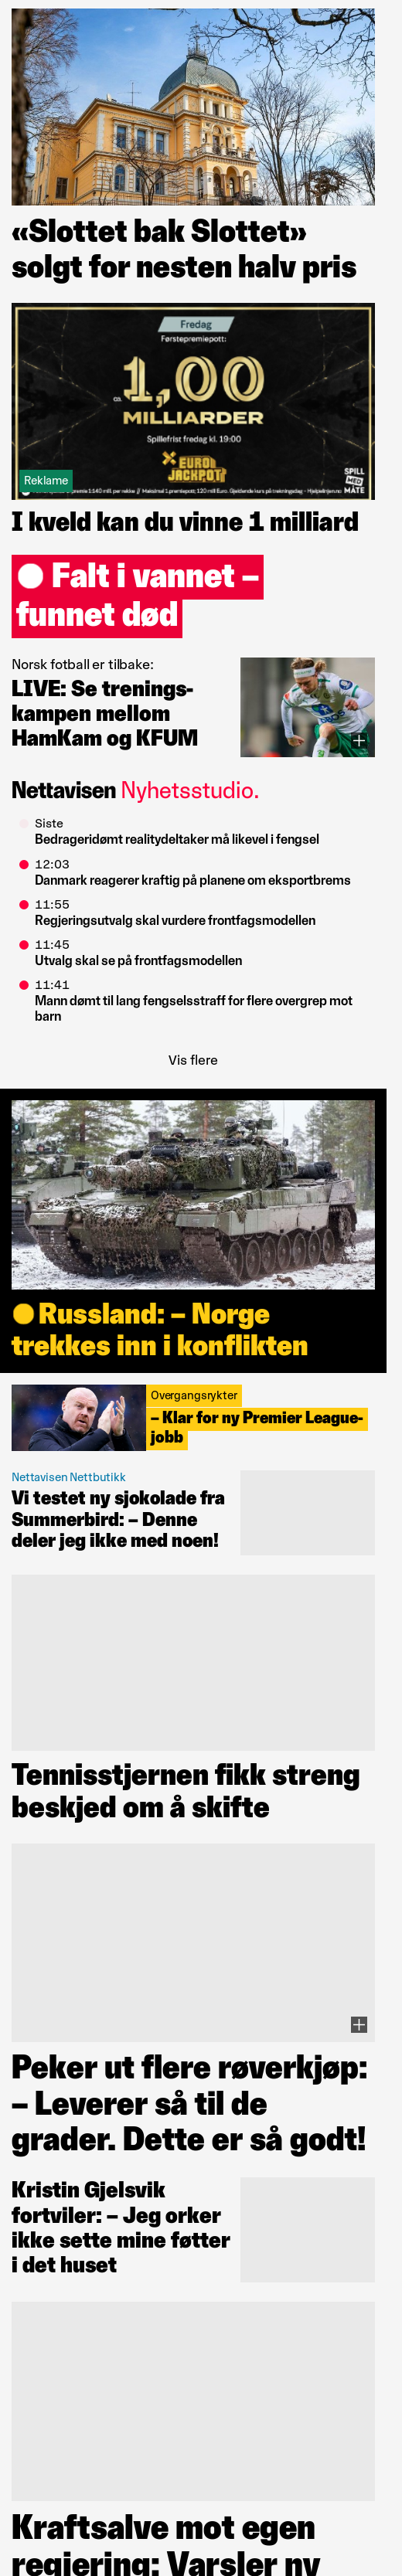 «Slottet bak Slottet»
solgt for nesten halv pris
Fredag
Førstepremiepott:
ca. 1,00
MILLIARDER
Spillefrist fredag kl. 19:00
EURO
JACKPOT
SPILL
MED
MÅTE
Reklame
I kveld kan du vinne 1 milliard
Falt i vannet –
funnet død
Norsk fotball er tilbake:
LIVE: Se trenings-
kampen mellom
HamKam og KFUM
Nettavisen Nyhetsstudio.
Siste
Bedrageridømt realitydeltaker må likevel i fengsel
12:03
Danmark reagerer kraftig på planene om eksportbrems
11:55
Regjeringsutvalg skal vurdere frontfagsmodellen
11:45
Utvalg skal se på frontfagsmodellen
11:41
Mann dømt til lang fengselsstraff for flere overgrep mot
barn
Vis flere
Russland: – Norge
trekkes inn i konflikten
Overgangsrykter
– Klar for ny Premier League-
jobb
Nettavisen Nettbutikk
Vi testet ny sjokolade fra
Summerbird: – Denne
deler jeg ikke med noen!
Tennisstjernen fikk streng
beskjed om å skifte
Peker ut flere røverkjøp:
– Leverer så til de
grader. Dette er så godt!
Kristin Gjelsvik
fortviler: – Jeg orker
ikke sette mine føtter
i det huset
Kraftsalve mot egen
regjering: Varsler ny